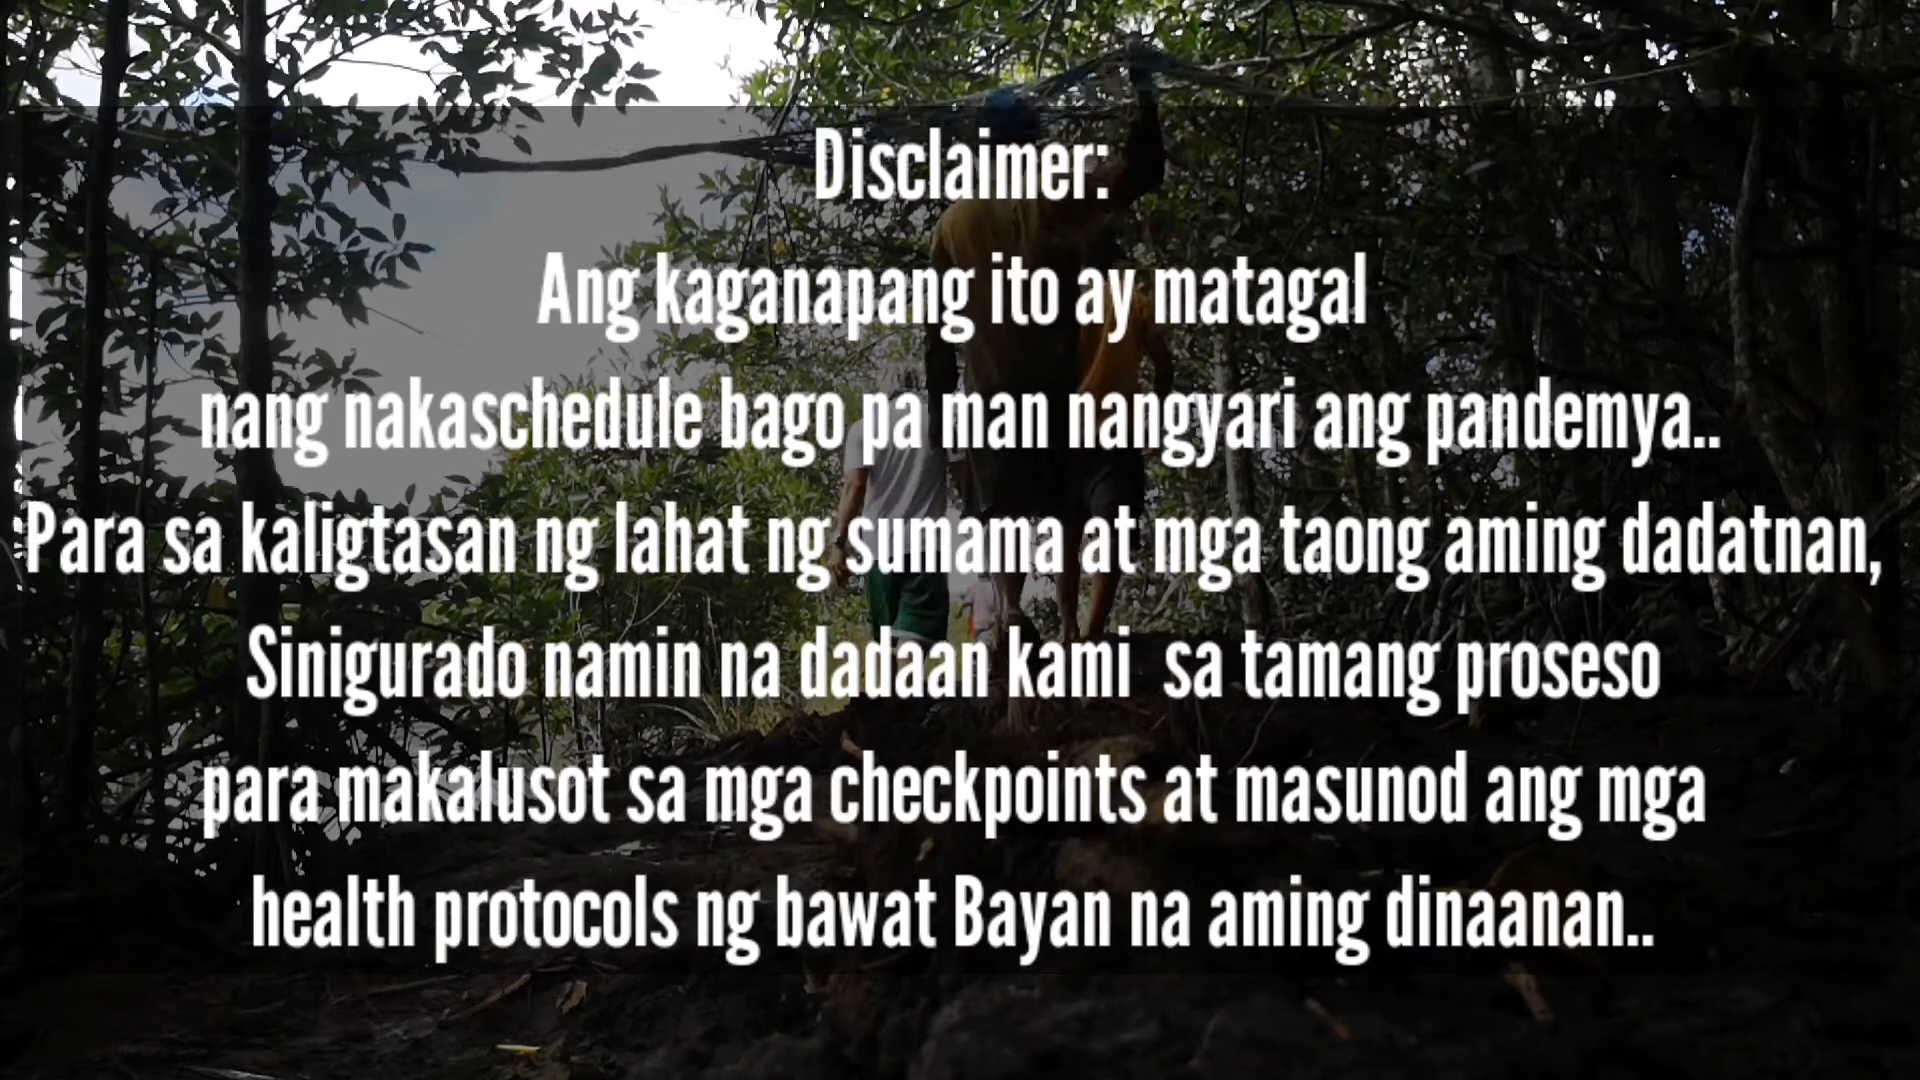 Disclaimer:
Ang kaganapang ito ay matagal
nang nakaschedule bago pa man nangyari ang pandemya..
Para sa kaligtasan ng lahat ng sumama at mga taong aming dadatnan,
Sinigurado namin na dadaan kami  sa tamang proseso
para makalusot sa mga checkpoints at masunod ang mga
health protocols ng bawat Bayan na aming dinaanan..